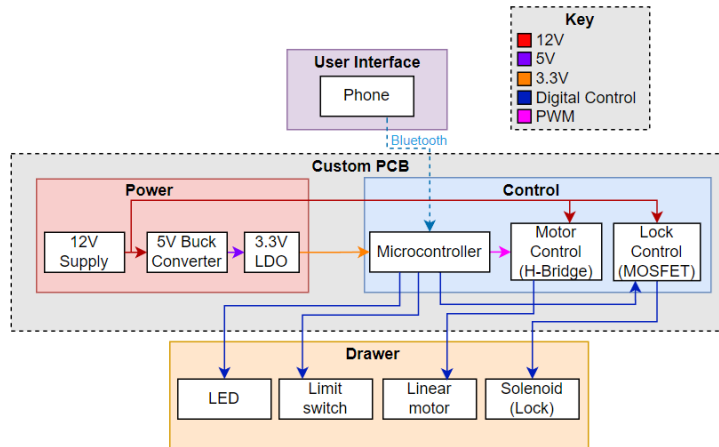 Key
12V
5V
3.3V
Digital Control
PWM
User Interface
Phone
Bluetooth
Custom PCB
Power
12V
Supply
5V Buck
Converter
3.3V
LDO
Control
Microcontroller
Motor
Control
(H-Bridge)
Lock
Control
(MOSFET)
Drawer
LED
Limit
switch
Linear
motor
Solenoid
(Lock)